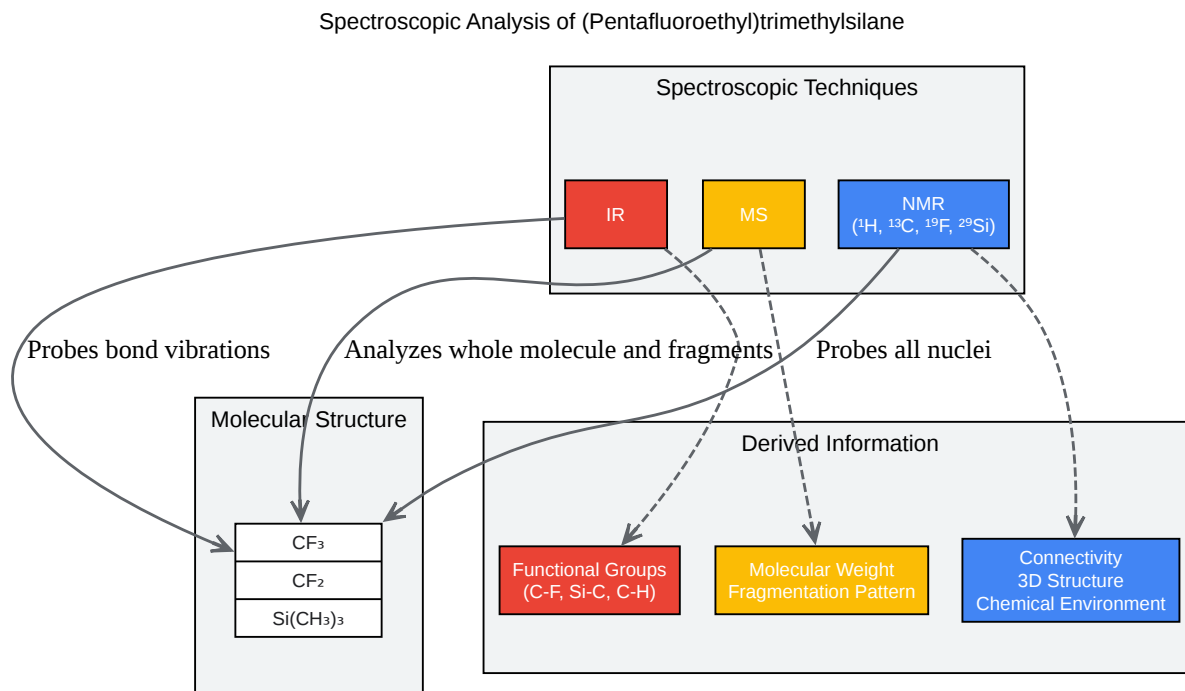 Spectroscopic Analysis of (Pentafluoroethyl)trimethylsilane
Spectroscopic Techniques
IR
MS
NMR
(¹H, ¹³C, ¹⁹F, ²⁹Si)
Probes bond vibrations
Analyzes whole molecule and fragments
Probes all nuclei
Molecular Structure
CF₃
CF₂
Si(CH₃)₃
Derived Information
Functional Groups
(C-F, Si-C, C-H)
Molecular Weight
Fragmentation Pattern
Connectivity
3D Structure
Chemical Environment